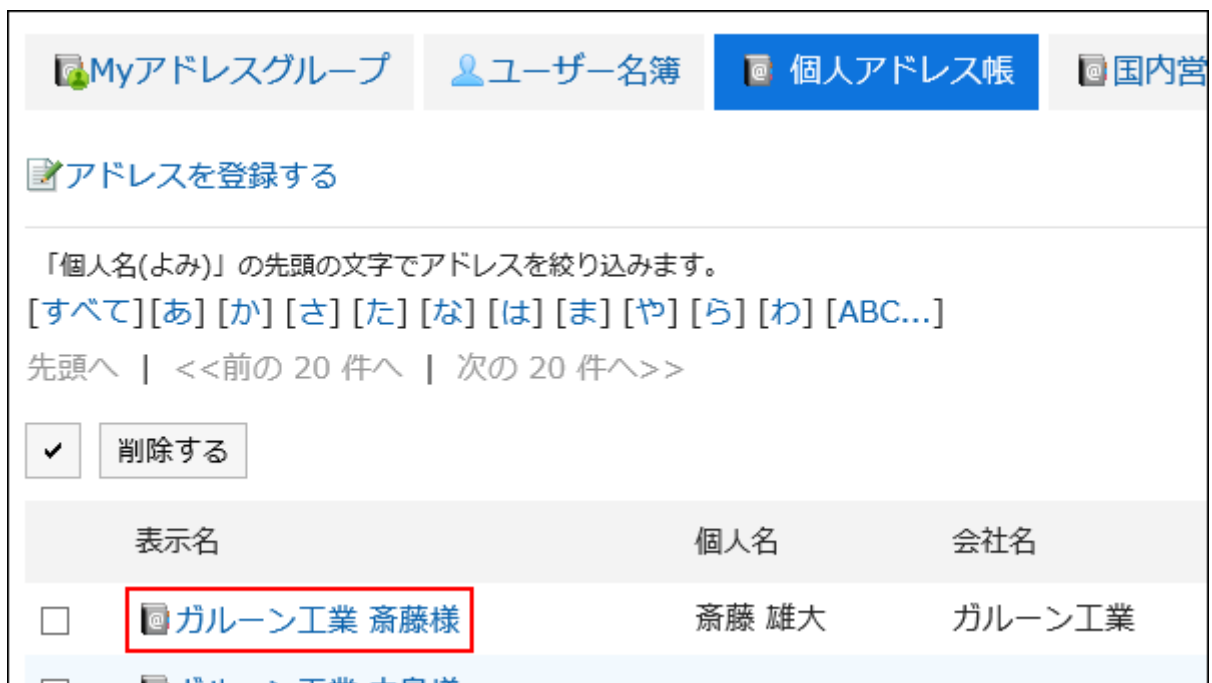 Myアドレスグループ ユーザー名簿 個人アドレス帳 国内営
アドレスを登録する
「個人名(よみ)」の先頭の文字でアドレスを絞り込みます。
[すべて][あ] [か] [さ] [た] [な] [は] [ま] [や] [ら] [わ] [ABC...]
先頭へ | <<前の 20 件へ | 次の 20 件へ>>
削除する
表示名 個人名 会社名
ガルーン工業 斎藤様 斎藤 雄大 ガルーン工業